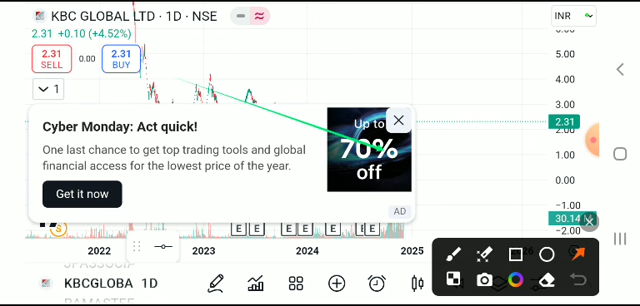 KBC GLOBAL LTD · 1D · NSE
INR
2.31 +0.10 (+4.52%)
2.31
SELL
0.00
2.31
BUY
1
6.00
5.00
4.00
3.00
2.31
1.00
0.00
-1.00
30.14
-2.00
Cyber Monday: Act quick!
One last chance to get top trading tools and global
financial access for the lowest price of the year.
Get it now
Up to
70%
off
AD
E E E E E E E
2022 2023 2024 2025
JPASSOCIA
KBCGLOBA 1D
RAMASTEE